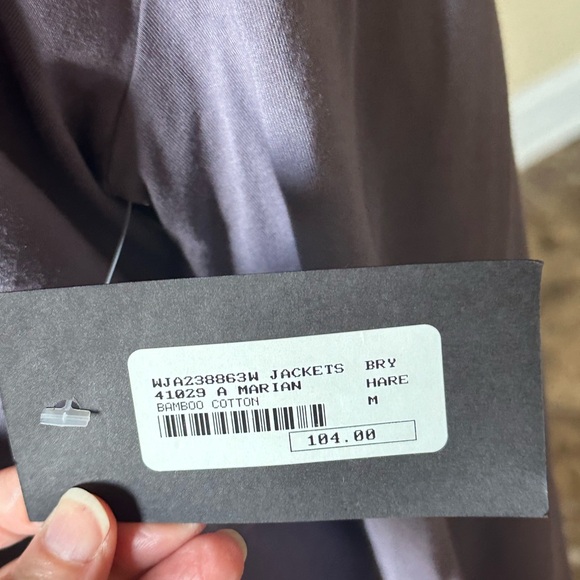 WJA238863W JACKETS BRY
41029 A MARIAN HARE
BAMBOO COTTON M
104.00